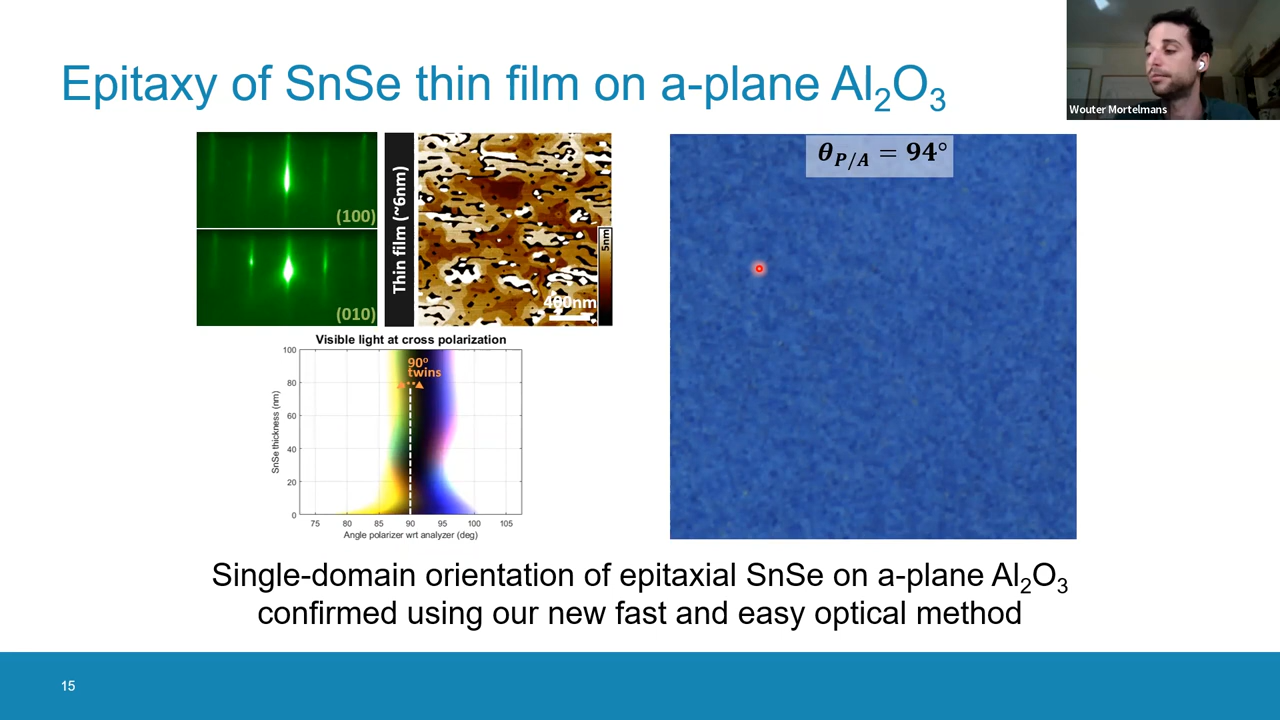 Epitaxy of SnSe thin film on a-plane Al₂O₃
Wouter Mortelmans
(100)
(010)
Thin film (~6nm)
5nm
400nm
θ_P/A = 94°
Visible light at cross polarization
90º
twins
SnSe thickness (nm)
100
80
60
40
20
0
75 80 85 90 95 100 105
Angle polarizer wrt analyzer (deg)
Single-domain orientation of epitaxial SnSe on a-plane Al₂O₃
confirmed using our new fast and easy optical method
15